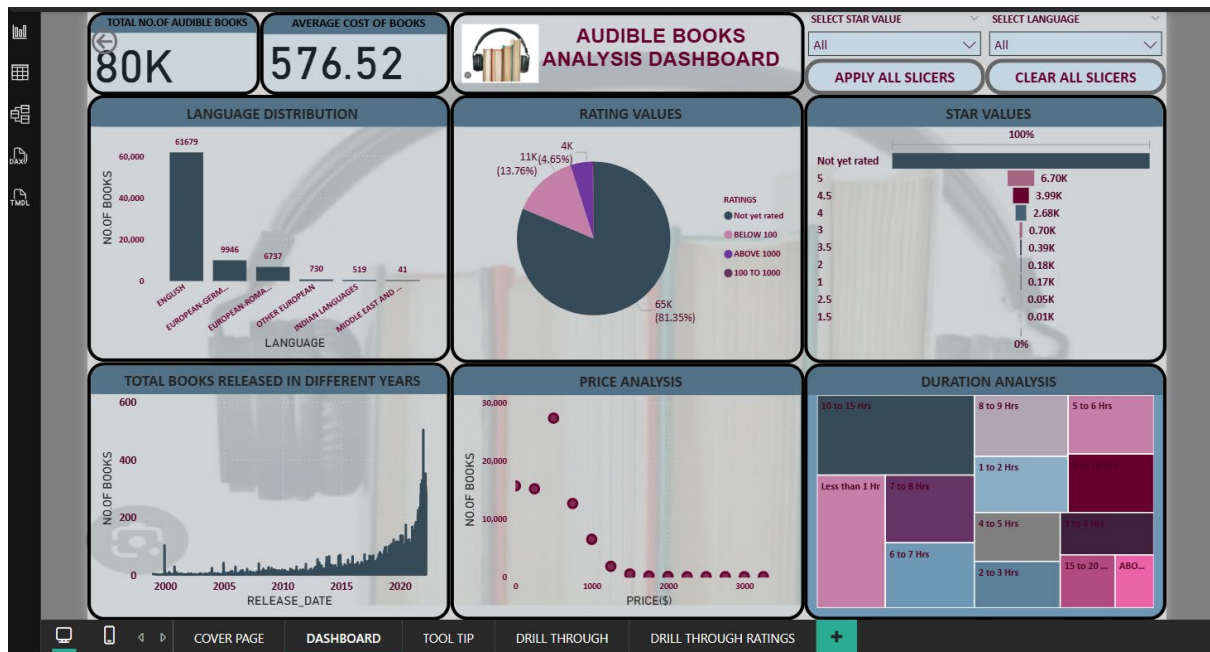 TOTAL NO.OF AUDIBLE BOOKS
80K
AVERAGE COST OF BOOKS
576.52
AUDIBLE BOOKS
ANALYSIS DASHBOARD
SELECT STAR VALUE
All
SELECT LANGUAGE
All
APPLY ALL SLICERS
CLEAR ALL SLICERS
DAX
TMDL
LANGUAGE DISTRIBUTION
NO.OF BOOKS
60,000
40,000
20,000
0
61679
9946
6737
730
519
41
ENGLISH
EUROPEAN-GERM...
EUROPEAN-ROMA...
OTHER EUROPEAN
INDIAN LANGUAGES
MIDDLE EAST AND ...
LANGUAGE
RATING VALUES
4K
(4.65%)
11K
(13.76%)
65K
(81.35%)
RATINGS
Not yet rated
BELOW 100
ABOVE 1000
100 TO 1000
STAR VALUES
100%
Not yet rated
5 6.70K
4.5 3.99K
4 2.68K
3 0.70K
3.5 0.39K
2 0.18K
1 0.17K
2.5 0.05K
1.5 0.01K
0%
TOTAL BOOKS RELEASED IN DIFFERENT YEARS
NO.OF BOOKS
600
400
200
0
2000 2005 2010 2015 2020
RELEASE_DATE
PRICE ANALYSIS
NO.OF BOOKS
30,000
20,000
10,000
0
0 1000 2000 3000
PRICE($)
DURATION ANALYSIS
10 to 15 Hrs
8 to 9 Hrs
5 to 6 Hrs
1 to 2 Hrs
Less than 1 Hr
7 to 8 Hrs
4 to 5 Hrs
3 to 4 Hrs
6 to 7 Hrs
2 to 3 Hrs
15 to 20 ...
ABO...
COVER PAGE
DASHBOARD
TOOL TIP
DRILL THROUGH
DRILL THROUGH RATINGS